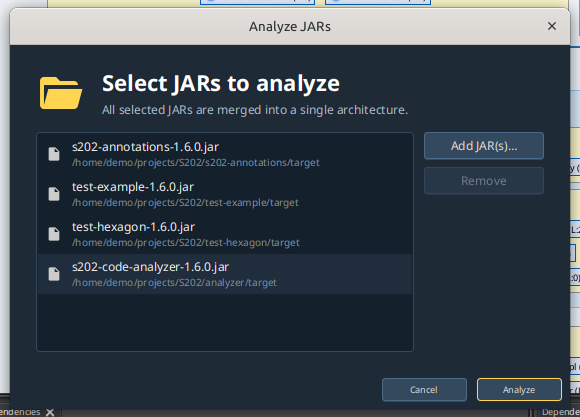 Analyze JARs
Select JARs to analyze
All selected JARs are merged into a single architecture.
s202-annotations-1.6.0.jar
/home/demo/projects/S202/s202-annotations/target
test-example-1.6.0.jar
/home/demo/projects/S202/test-example/target
test-hexagon-1.6.0.jar
/home/demo/projects/S202/test-hexagon/target
s202-code-analyzer-1.6.0.jar
/home/demo/projects/S202/analyzer/target
Add JAR(s)...
Remove
Cancel
Analyze